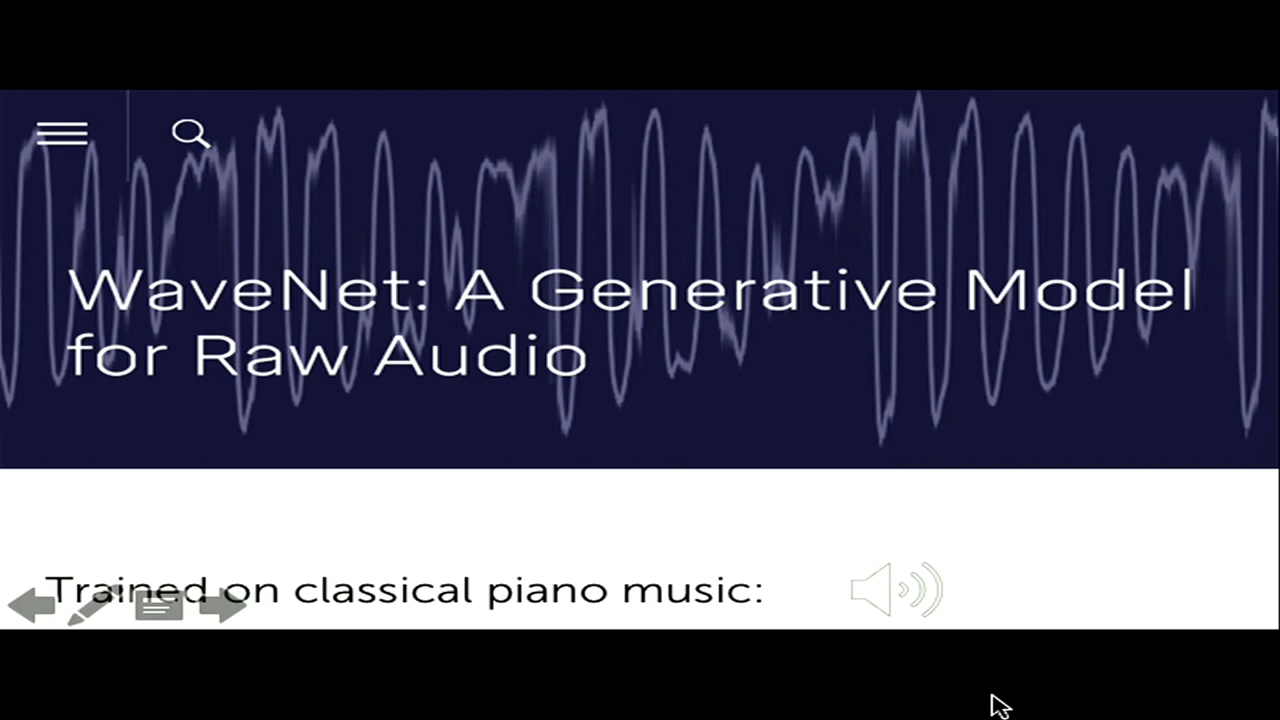 WaveNet: A Generative Model
for Raw Audio
Trained on classical piano music: